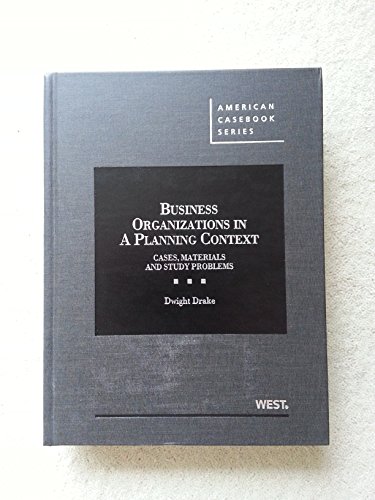 AMERICAN
CASEBOOK
SERIES
BUSINESS
ORGANIZATIONS IN
A PLANNING CONTEXT
CASES, MATERIALS
AND STUDY PROBLEMS
Dwight Drake
WEST®